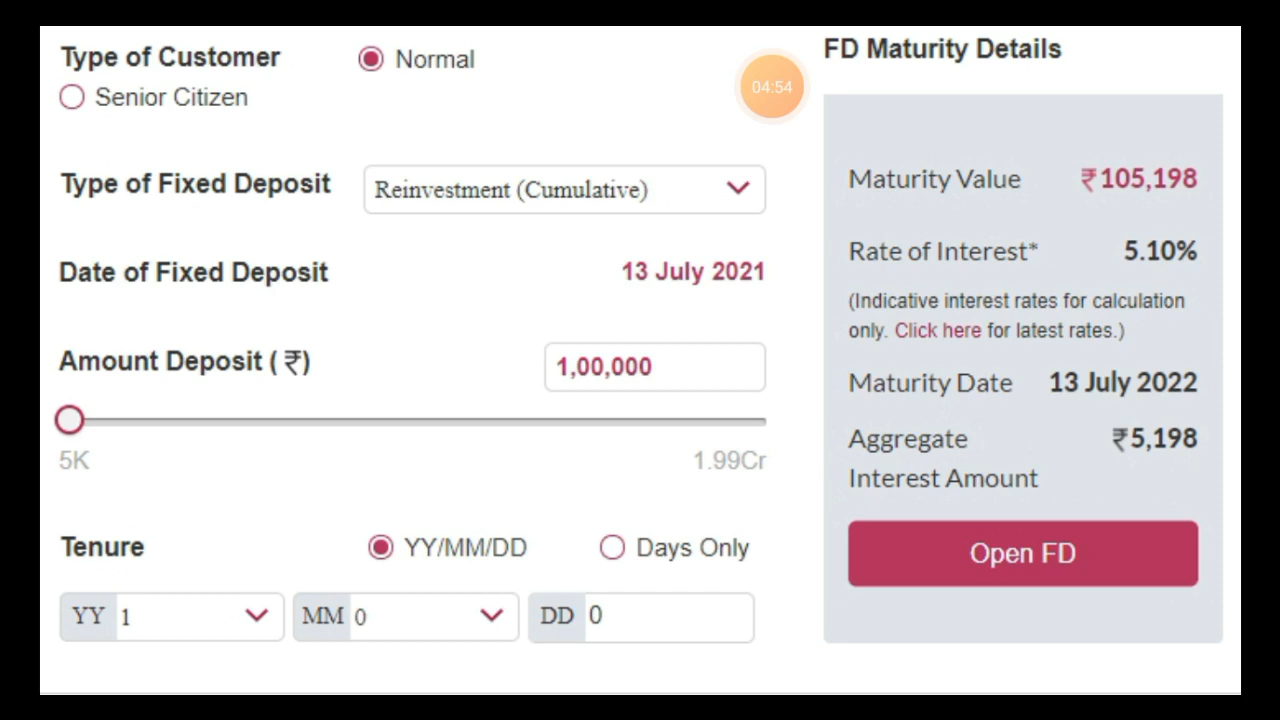 Type of Customer
Normal
Senior Citizen
04:54
Type of Fixed Deposit
Reinvestment (Cumulative)
Date of Fixed Deposit
13 July 2021
Amount Deposit ( ₹)
1,00,000
5K
1.99Cr
Tenure
YY/MM/DD
Days Only
YY 1
MM 0
DD 0
FD Maturity Details
Maturity Value ₹105,198
Rate of Interest* 5.10%
(Indicative interest rates for calculation
only. Click here for latest rates.)
Maturity Date 13 July 2022
Aggregate ₹5,198
Interest Amount
Open FD